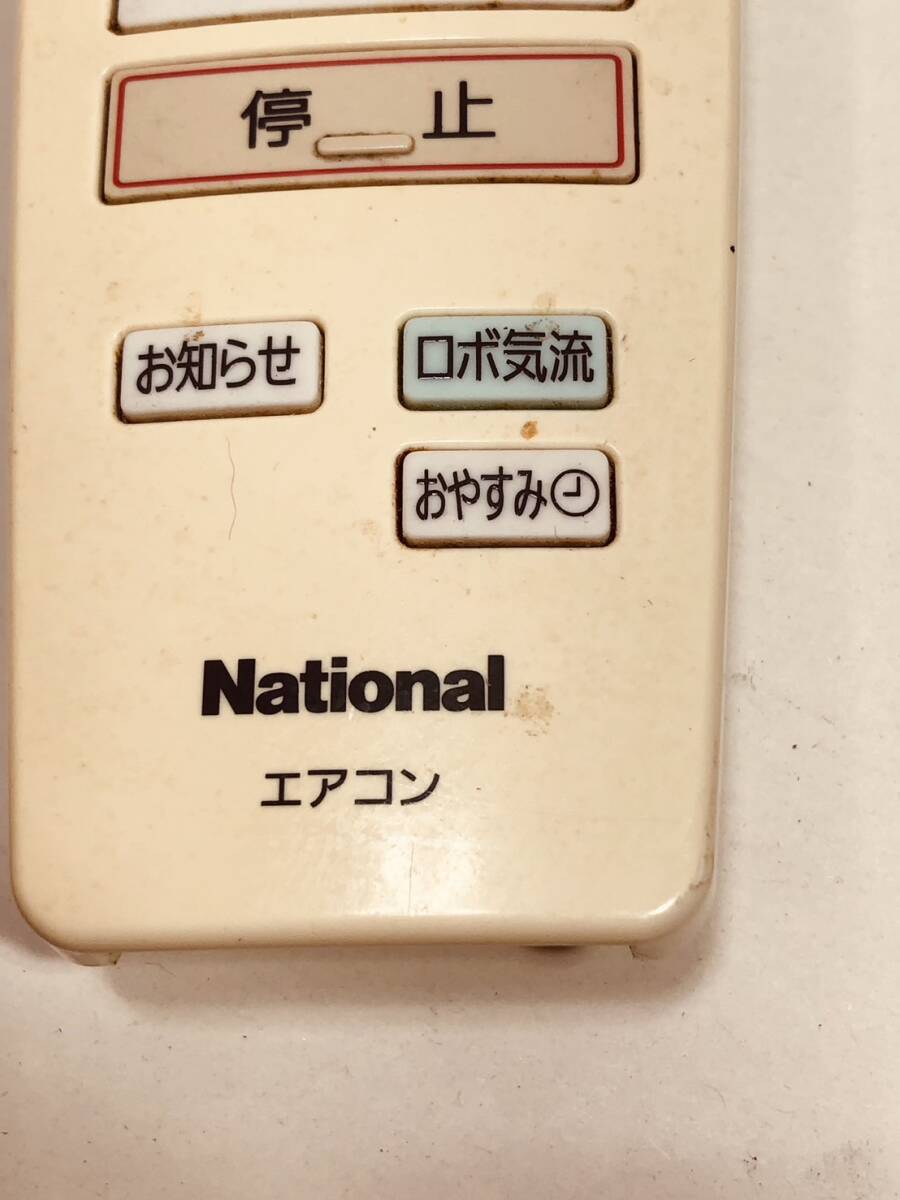 停止
お知らせ
ロボ気流
おやすみ
National
エアコン